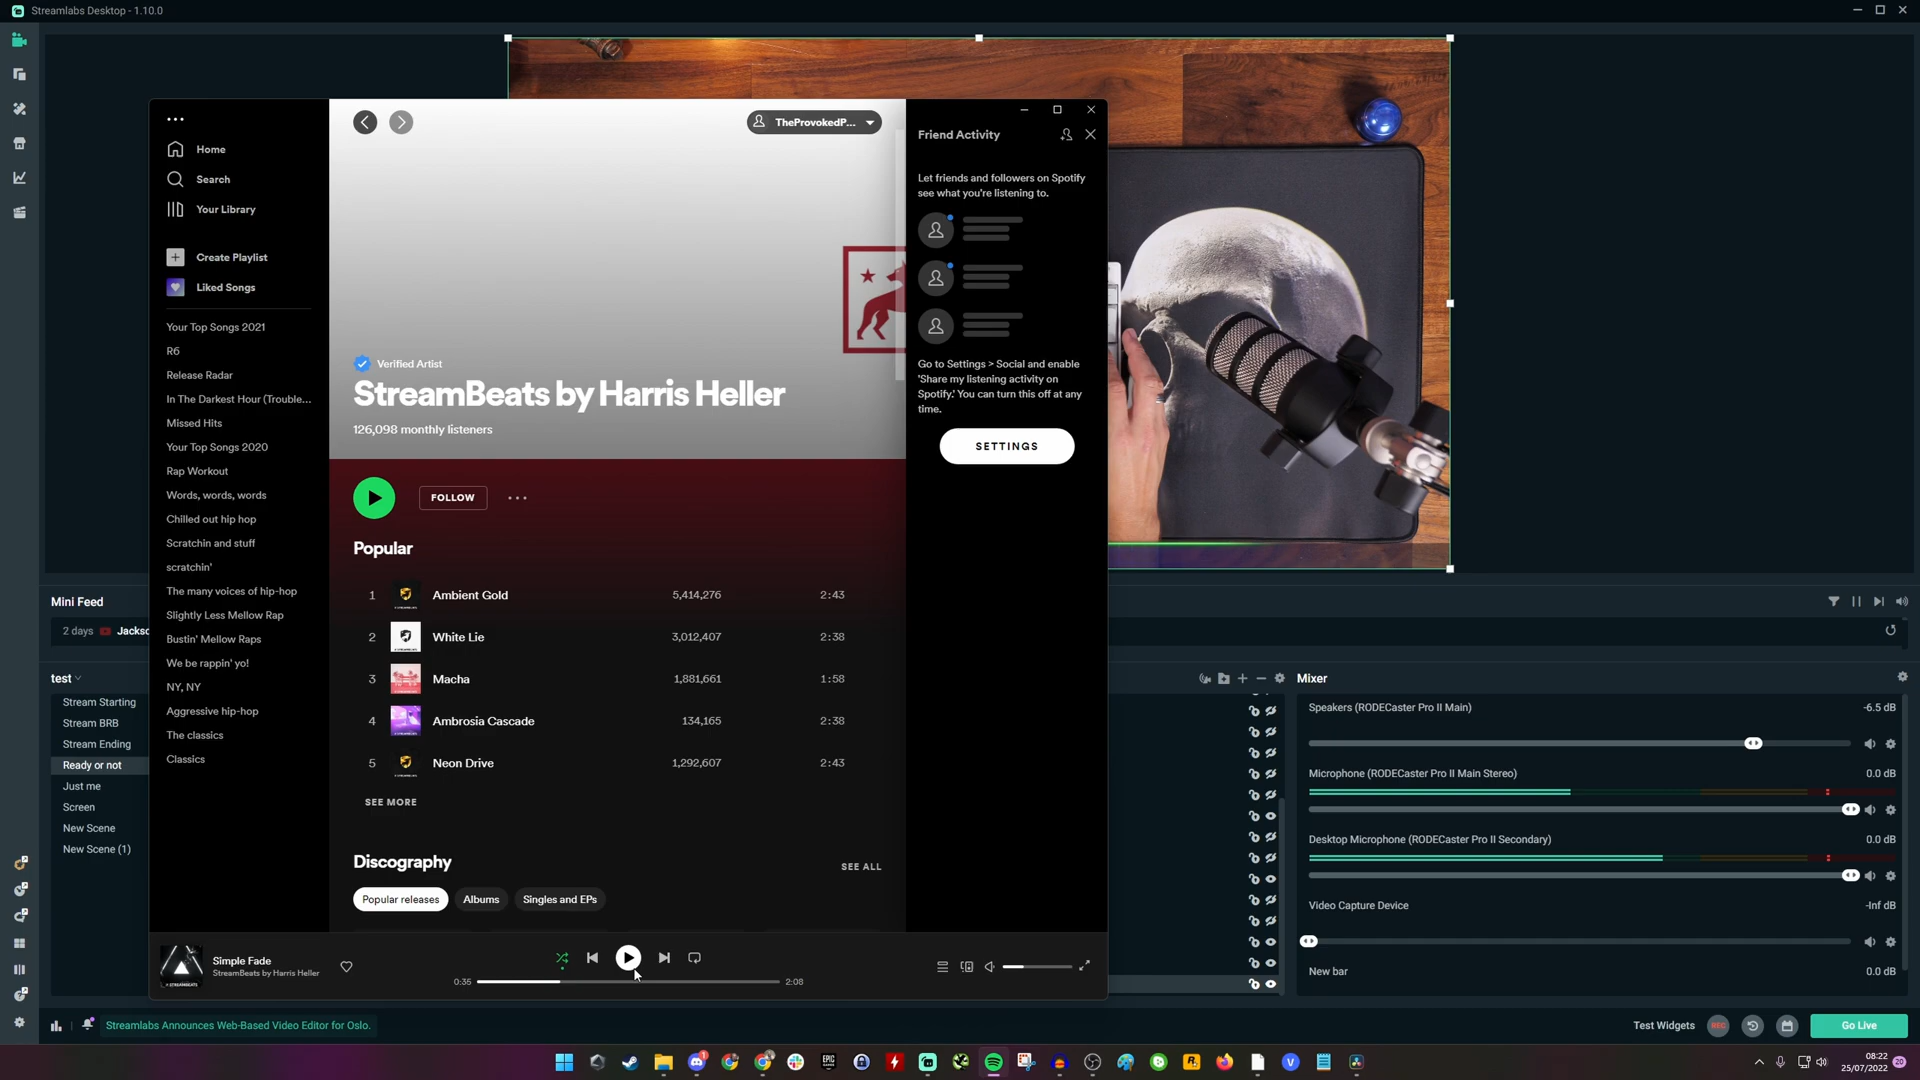 Streamlabs Desktop - 1.10.0
Home
Search
Your Library
Create Playlist
Liked Songs
Your Top Songs 2021
R6
Release Radar
In The Darkest Hour (Trouble...
Missed Hits
Your Top Songs 2020
Rap Workout
Words, words, words
Chilled out hip hop
Scratchin and stuff
scratchin'
The many voices of hip-hop
Slightly Less Mellow Rap
Bustin' Mellow Raps
We be rappin' yo!
NY, NY
Aggressive hip-hop
The classics
Classics
TheProvokedP...
Verified Artist
StreamBeats by Harris Heller
126,098 monthly listeners
FOLLOW
Popular
1 Ambient Gold 5,414,276 2:43
2 White Lie 3,012,407 2:38
3 Macha 1,881,661 1:58
4 Ambrosia Cascade 134,165 2:38
5 Neon Drive 1,292,607 2:43
SEE MORE
Discography
SEE ALL
Popular releases Albums Singles and EPs
Friend Activity
Let friends and followers on Spotify
see what you're listening to.
Go to Settings > Social and enable
'Share my listening activity on
Spotify.' You can turn this off at any
time.
SETTINGS
Simple Fade
StreamBeats by Harris Heller
0:36
2:08
Mini Feed
2 days Jackso
test
Stream Starting
Stream BRB
Stream Ending
Ready or not
Just me
Screen
New Scene
New Scene (1)
Mixer
Speakers (RODECaster Pro II Main) -6.5 dB
Microphone (RODECaster Pro II Main Stereo) 0.0 dB
Desktop Microphone (RODECaster Pro II Secondary) 0.0 dB
Video Capture Device -Inf dB
New bar 0.0 dB
Streamlabs Announces Web-Based Video Editor for Oslo.
Test Widgets
REC
Go Live
08:22
25/07/2022
20